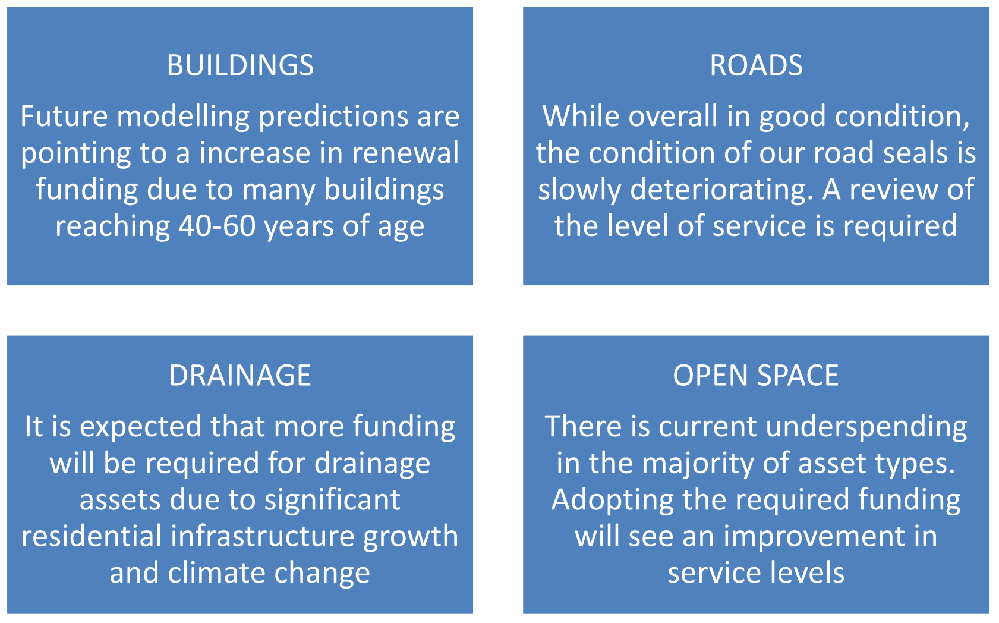 BUILDINGS
Future modelling predictions are
pointing to a increase in renewal
funding due to many buildings
reaching 40-60 years of age
ROADS
While overall in good condition,
the condition of our road seals is
slowly deteriorating. A review of
the level of service is required
DRAINAGE
It is expected that more funding
will be required for drainage
assets due to significant
residential infrastructure growth
and climate change
OPEN SPACE
There is current underspending
in the majority of asset types.
Adopting the required funding
will see an improvement in
service levels